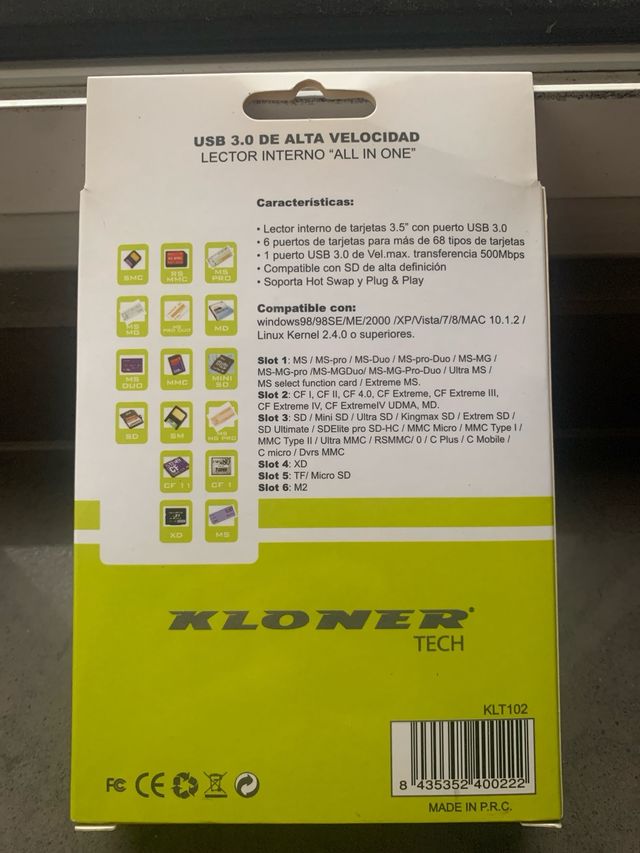 USB 3.0 DE ALTA VELOCIDAD
LECTOR INTERNO "ALL IN ONE"
Características:
• Lector interno de tarjetas 3.5" con puerto USB 3.0
• 6 puertos de tarjetas para más de 68 tipos de tarjetas
• 1 puerto USB 3.0 de Vel.max. transferencia 500Mbps
• Compatible con SD de alta definición
• Soporta Hot Swap y Plug & Play
Compatible con:
windows98/98SE/ME/2000 /XP/Vista/7/8/MAC 10.1.2 /
Linux Kernel 2.4.0 o superiores.
Slot 1: MS / MS-pro / MS-Duo / MS-pro-Duo / MS-MG /
MS-MG-pro /MS-MGDuo/ MS-MG-Pro-Duo / Ultra MS /
MS select function card / Extreme MS.
Slot 2: CF I, CF II, CF 4.0, CF Extreme, CF Extreme III,
CF Extreme IV, CF ExtremeIV UDMA, MD.
Slot 3: SD / Mini SD / Ultra SD / Kingmax SD / Extrem SD /
SD Ultimate / SDElite pro SD-HC / MMC Micro / MMC Type I /
MMC Type II / Ultra MMC / RSMMC/ 0 / C Plus / C Mobile /
C micro / Dvrs MMC
Slot 4: XD
Slot 5: TF/ Micro SD
Slot 6: M2
SMC
RS
MMC
MS
PRO
MS
MG
MS
PRO DUO
MD
MS
DUO
MMC
MINI
SD
SD
SM
MS
MG PRO
CF 11
CF 1
XD
MS
KLONER®
TECH
KLT102
8 435352 400222
MADE IN P.R.C.
FC CE